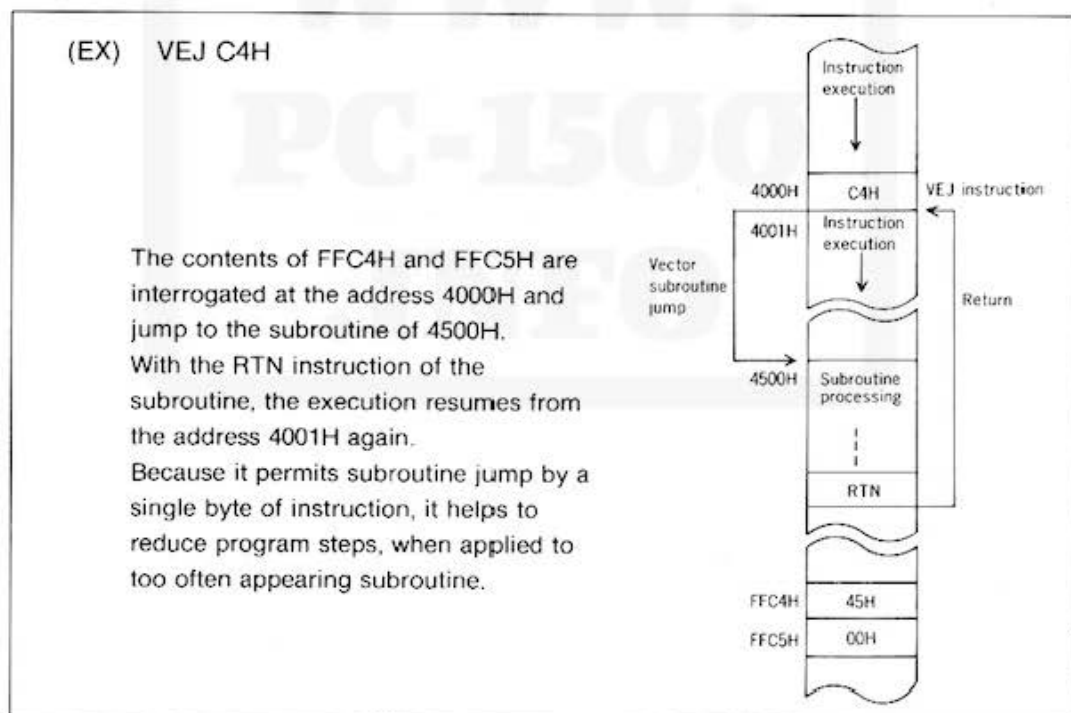 (EX) VEJ C4H
The contents of FFC4H and FFC5H are
interrogated at the address 4000H and
jump to the subroutine of 4500H.
With the RTN instruction of the
subroutine, the execution resumes from
the address 4001H again.
Because it permits subroutine jump by a
single byte of instruction, it helps to
reduce program steps, when applied to
too often appearing subroutine.
Instruction
execution
4000H C4H VEJ instruction
4001H Instruction
execution
Vector
subroutine
jump
Return
4500H Subroutine
processing
RTN
FFC4H 45H
FFC5H 00H
WWW.
PC-1500
INFO